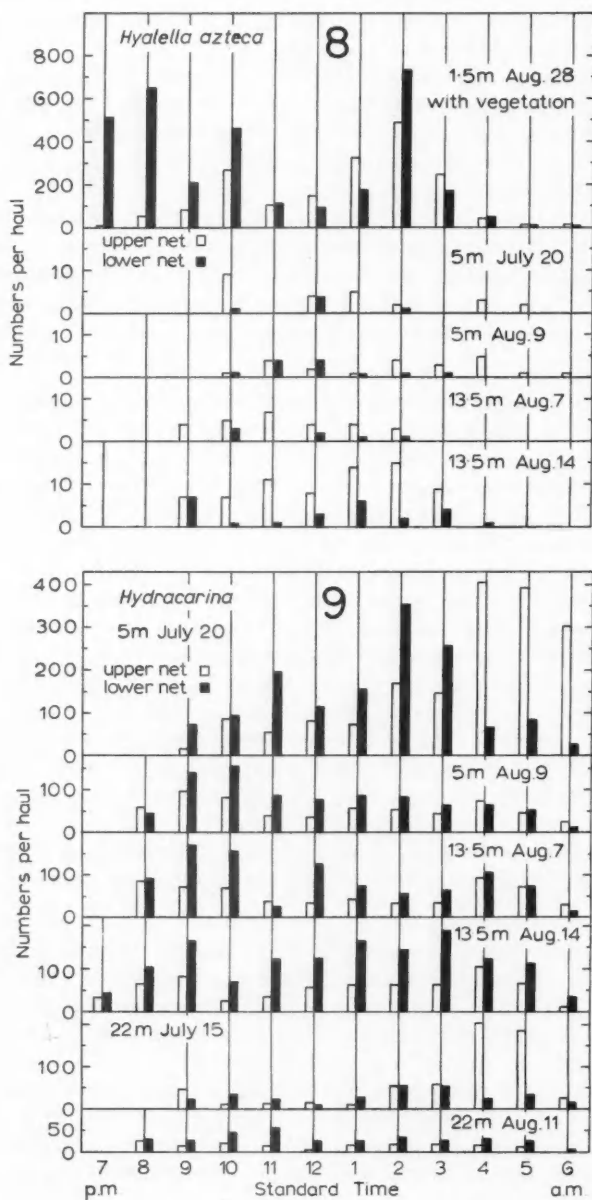 Hyalella azteca
8
1·5m Aug. 28
with vegetation
800
600
400
200
0
upper net
lower net
Numbers per haul
5m July 20
10
0
5m Aug. 9
10
0
13·5m Aug. 7
10
0
13·5m Aug. 14
10
0
Hydracarina
9
5m July 20
upper net
lower net
400
300
200
100
0
5m Aug. 9
100
0
13·5m Aug. 7
100
0
Numbers per haul
13·5m Aug. 14
100
0
22m July 15
100
0
22m Aug. 11
50
0
7 8 9 10 11 12 1 2 3 4 5 6
p.m Standard Time a.m.